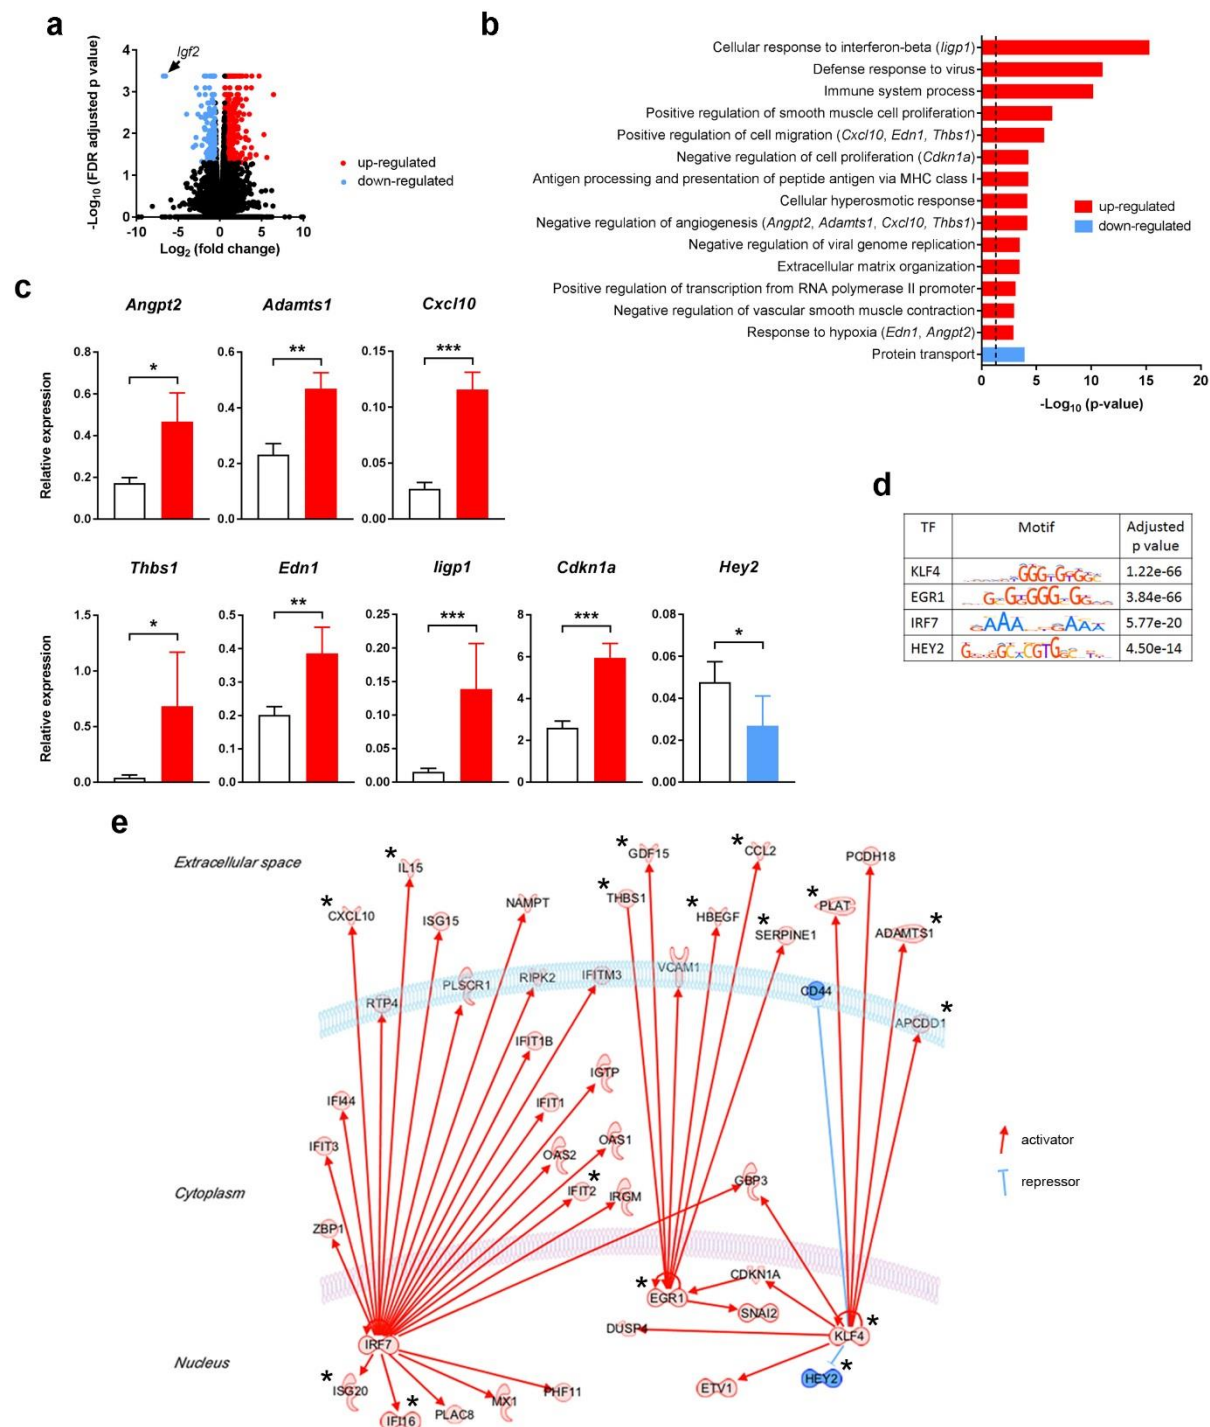 a
Igf2
-Log10 (FDR adjusted p value)
4
3
2
1
0
-10
-5
0
5
10
Log2 (fold change)
up-regulated
down-regulated
b
Cellular response to interferon-beta (Iigp1)
Defense response to virus
Immune system process
Positive regulation of smooth muscle cell proliferation
Positive regulation of cell migration (Cxcl10, Edn1, Thbs1)
Negative regulation of cell proliferation (Cdkn1a)
Antigen processing and presentation of peptide antigen via MHC class I
Cellular hyperosmotic response
Negative regulation of angiogenesis (Angpt2, Adamts1, Cxcl10, Thbs1)
Negative regulation of viral genome replication
Extracellular matrix organization
Positive regulation of transcription from RNA polymerase II promoter
Negative regulation of vascular smooth muscle contraction
Response to hypoxia (Edn1, Angpt2)
Protein transport
up-regulated
down-regulated
0 5 10 15 20
-Log10 (p-value)
c
Angpt2
Relative expression
0.8
0.6
0.4
0.2
0.0
*
Adamts1
0.6
0.4
0.2
0.0
**
Cxcl10
0.15
0.10
0.05
0.00
***
Thbs1
Relative expression
1.5
1.0
0.5
0.0
*
Edn1
0.5
0.4
0.3
0.2
0.1
0.0
**
Iigp1
0.25
0.20
0.15
0.10
0.05
0.00
***
Cdkn1a
8
6
4
2
0
***
Hey2
0.08
0.06
0.04
0.02
0.00
*
d
TF Motif Adjusted
p value
KLF4 1.22e-66
EGR1 3.84e-66
IRF7 5.77e-20
HEY2 4.50e-14
e
Extracellular space
* IL15
* GDF15
* CCL2
PCDH18
* CXCL10
ISG15
NAMPT
* THBS1
* HBEGF
* SERPINE1
* PLAT
ADAMTS1 *
RTP4
PLSCR1
RIPK2
IFITM3
VCAM1
CD44
APCDD1 *
IFIT1B
IGTP
IFI44
IFIT1
IFIT3
OAS2
OAS1
Cytoplasm
IFIT2 *
IRGM
GBP3
ZBP1
CDKN1A
* EGR1
SNAI2
DUSP4
KLF4 *
IRF7
Nucleus
* ISG20
IFI16 *
PLAC8
MX1
PHF11
ETV1
HEY2 *
activator
repressor